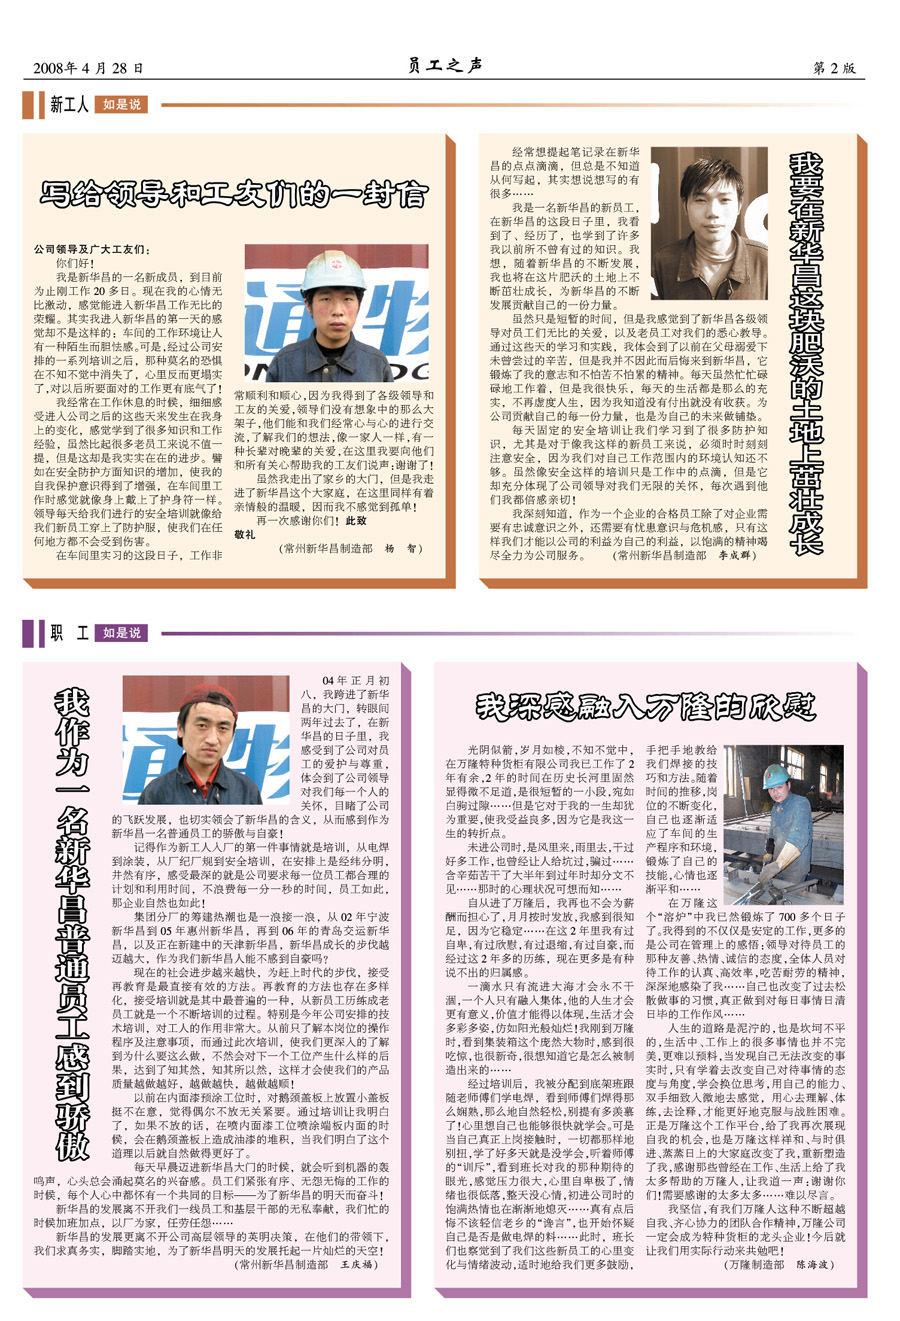 2008年 4 月 28 日
员工之声
第 2 版
新工人 如是说
写给领导和工友们的一封信
公司领导及广大工友们:
你们好!
我是新华昌的一名新成员，到目前
为止刚工作 20 多日。现在我的心情无
比激动，感觉能进入新华昌工作无比的
荣耀。其实我进入新华昌的第一天的感
觉却不是这样的：车间的工作环境让人
有一种陌生而胆怯感。可是,经过公司安
排的一系列培训之后，那种莫名的恐惧
在不知不觉中消失了，心里反而更塌实
了,对以后所要面对的工作更有底气了!
我经常在工作休息的时候，细细感
受进入公司之后的这些天来发生在我身
上的变化，感觉学到了很多知识和工作
经验，虽然比起很多老员工来说不值一
提，但是这却是我实实在在的进步。譬
如在安全防护方面知识的增加，使我的
自我保护意识得到了增强，在车间里工
作时感觉就像身上戴上了护身符一样。
领导每天给我们进行的安全培训就像给
我们新员工穿上了防护服，使我们在任
何地方都不会受到伤害。
在车间里实习的这段日子，工作非
常顺利和顺心,因为我得到了各级领导和
工友的关爱,领导们没有想象中的那么大
架子,他们能和我们经常心与心的进行交
流,了解我们的想法,像一家人一样,有一
种长辈对晚辈的关爱,在这里我要向他们
和所有关心帮助我的工友们说声:谢谢了!
虽然我走出了家乡的大门，但是我走
进了新华昌这个大家庭，在这里同样有着
亲情般的温暖，因而我不感觉到孤单!
再一次感谢你们! 此致
敬礼
(常州新华昌制造部 杨 智)
我要在新华昌这块肥沃的土地上茁壮成长
经常想提起笔记录在新华
昌的点点滴滴，但总是不知道
从何写起，其实想说想写的有
很多……
我是一名新华昌的新员工，
在新华昌的这段日子里，我看
到了、经历了，也学到了许多
我以前所不曾有过的知识。我
想，随着新华昌的不断发展，
我也将在这片肥沃的土地上不
断茁壮成长，为新华昌的不断
发展贡献自己的一份力量。
虽然只是短暂的时间，但是我感觉到了新华昌各级领
导对员工们无比的关爱，以及老员工对我们的悉心教导。
通过这些天的学习和实践，我体会到了以前在父母溺爱下
未曾尝过的辛苦，但是我并不因此而后悔来到新华昌，它
锻炼了我的意志和不怕苦不怕累的精神。每天虽然忙忙碌
碌地工作着，但是我很快乐，每天的生活都是那么的充
实，不再虚度人生，因为我知道没有付出就没有收获。为
公司贡献自己的每一份力量，也是为自己的未来做铺垫。
每天固定的安全培训让我们学习到了很多防护知
识，尤其是对于像我这样的新员工来说，必须时时刻刻
注意安全，因为我们对自己工作范围内的环境认知还不
够。虽然像安全这样的培训只是工作中的点滴，但是它
却充分体现了公司领导对我们无限的关怀，每次遇到他
们我都倍感亲切!
我深刻知道，作为一个企业的合格员工除了对企业需
要有忠诚意识之外，还需要有忧患意识与危机感，只有这
样我们才能以公司的利益为自己的利益，以饱满的精神竭
尽全力为公司服务。 (常州新华昌制造部 李成群)
职 工 如是说
我作为一名新华昌普通员工感到骄傲
04 年 正 月 初
八，我跨进了新华
昌的大门，转眼间
两年过去了，在新
华昌的日子里，我
感受到了公司对员
工的爱护与尊重，
体会到了公司领导
对我们每一个人的
关怀，目睹了公司
的飞跃发展，也切实领会了新华昌的含义，从而感到作为
新华昌一名普通员工的骄傲与自豪!
记得作为新工人入厂的第一件事情就是培训，从电焊
到涂装，从厂纪厂规到安全培训，在安排上是经纬分明，
井然有序，感受最深的就是公司要求每一位员工都合理的
计划和利用时间，不浪费每一分一秒的时间，员工如此，
那企业自然也如此!
集团分厂的筹建热潮也是一浪接一浪，从 02 年宁波
新华昌到 05 年惠州新华昌，再到 06 年的青岛交运新华
昌，以及正在新建中的天津新华昌，新华昌成长的步伐越
迈越大，作为我们新华昌人能不感到自豪吗?
现在的社会进步越来越快，为赶上时代的步伐，接受
再教育是最直接有效的方法。再教育的方法也存在多样
化，接受培训就是其中最普遍的一种，从新员工历练成老
员工就是一个不断培训的过程。特别是今年公司安排的技
术培训，对工人的作用非常大。从前只了解本岗位的操作
程序及注意事项，而通过此次培训，使我们更深入的了解
到为什么要这么做，不然会对下一个工位产生什么样的后
果，达到了知其然，知其所以然，这样才会使我们的产品
质量越做越好，越做越快，越做越顺!
以前在内面漆预涂工位时，对鹅颈盖板上放置小盖板
挺不在意，觉得偶尔不放无关紧要。通过培训让我明白
了，如果不放的话，在喷内面漆工位喷涂端板内面的时
候，会在鹅颈盖板上造成油漆的堆积，当我们明白了这个
道理以后就自然做得更好了。
每天早晨迈进新华昌大门的时候，就会听到机器的轰
鸣声，心头总会涌起莫名的兴奋感。员工们紧张有序、无怨无悔的工作的
时候，每个人心中都怀有一个共同的目标——为了新华昌的明天而奋斗!
新华昌的发展离不开我们一线员工和基层干部的无私奉献，我们忙的
时候加班加点，以厂为家，任劳任怨……
新华昌的发展更离不开公司高层领导的英明决策，在他们的带领下，
我们求真务实，脚踏实地，为了新华昌明天的发展托起一片灿烂的天空!
(常州新华昌制造部 王庆福)
我深感融入万隆的欣慰
光阴似箭,岁月如梭,不知不觉中，
在万隆特种货柜有限公司我已工作了 2
年有余,2 年的时间在历史长河里固然
显得微不足道,是很短暂的一小段,宛如
白驹过隙……但是它对于我的一生却犹
为重要,使我受益良多,因为它是我这一
生的转折点。
未进公司时,我是风里来,雨里去,干过
好多工作,也曾经让人给坑过,骗过……
含辛茹苦干了大半年到过年时却分文不
见……那时的心理状况可想而知……
自从进了万隆后，我再也不会为薪
酬而担心了,月月按时发放,我感到很知
足，因为它稳定……在这 2 年里我有过
自卑,有过欣慰,有过退缩,有过自豪,而
经过这 2 年多的历练，现在更多是有种
说不出的归属感。
一滴水只有流进大海才会永不干
涸,一个人只有融入集体,他的人生才会
更有意义,价值才能得以体现,生活才会
多彩多姿,仿如阳光般灿烂!我刚到万隆
时,看到集装箱这个庞然大物时,感到很
吃惊,也很新奇,很想知道它是怎么被制
造出来的……
经过培训后，我被分配到底架班跟
随老师傅们学电焊，看到师傅们焊得那
么娴熟,那么地自然轻松,别提有多羡慕
了!心里想自己也能够很快就学会。可是
当自己真正上岗接触时，一切都那样地
别扭,学了好多天就是没学会,听着师傅
的“训斥”,看到班长对我的那种期待的
眼光,感觉压力很大,心里自卑极了,情
绪也很低落,整天没心情,初进公司时的
饱满热情也在渐渐地熄灭……真有点后
悔不该轻信老乡的“谗言”,也开始怀疑
自己是否是做电焊的料……此时，班长
们也察觉到了我们这些新员工的心里变
化与情绪波动,适时地给我们更多鼓励,
手把手地教给
我们焊接的技
巧和方法。随着
时间的推移,岗
位的不断变化,
自己也逐渐适
应了车间的生
产程序和环境,
锻炼了自己的
技能,心情也逐
渐平和……
在万隆这
个“溶炉”中我已然锻炼了 700 多个日子
了。我得到的不仅仅是安定的工作,更多的
是公司在管理上的感悟;领导对待员工的
那种友善、热情、诚信的态度,全体人员对
待工作的认真、高效率,吃苦耐劳的精神,
深深地感染了我……自己也改变了过去松
散做事的习惯,真正做到对每日事情日清
日毕的工作作风……
人生的道路是泥泞的,也是坎坷不平
的,生活中、工作上的很多事情也并不完
美,更难以预料,当发现自己无法改变的事
实时,只有学着去改变自己对待事情的态
度与角度,学会换位思考,用自己的能力、
双手细致入微地去感觉，用心去理解、体
练,去诠释,才能更好地克服与战胜困难。
正是万隆这个工作平台,给了我再次展现
自我的机会,也是万隆这样祥和、与时俱
进、蒸蒸日上的大家庭改变了我,重新塑造
了我,感谢那些曾经在工作、生活上给了我
太多帮助的万隆人,让我道一声:谢谢你
们!需要感谢的太多太多……难以尽言。
我坚信,有我们万隆人这种不断超越
自我、齐心协力的团队合作精神,万隆公司
一定会成为特种货柜的龙头企业!今后就
让我们用实际行动来共勉吧!
(万隆制造部 陈海波)